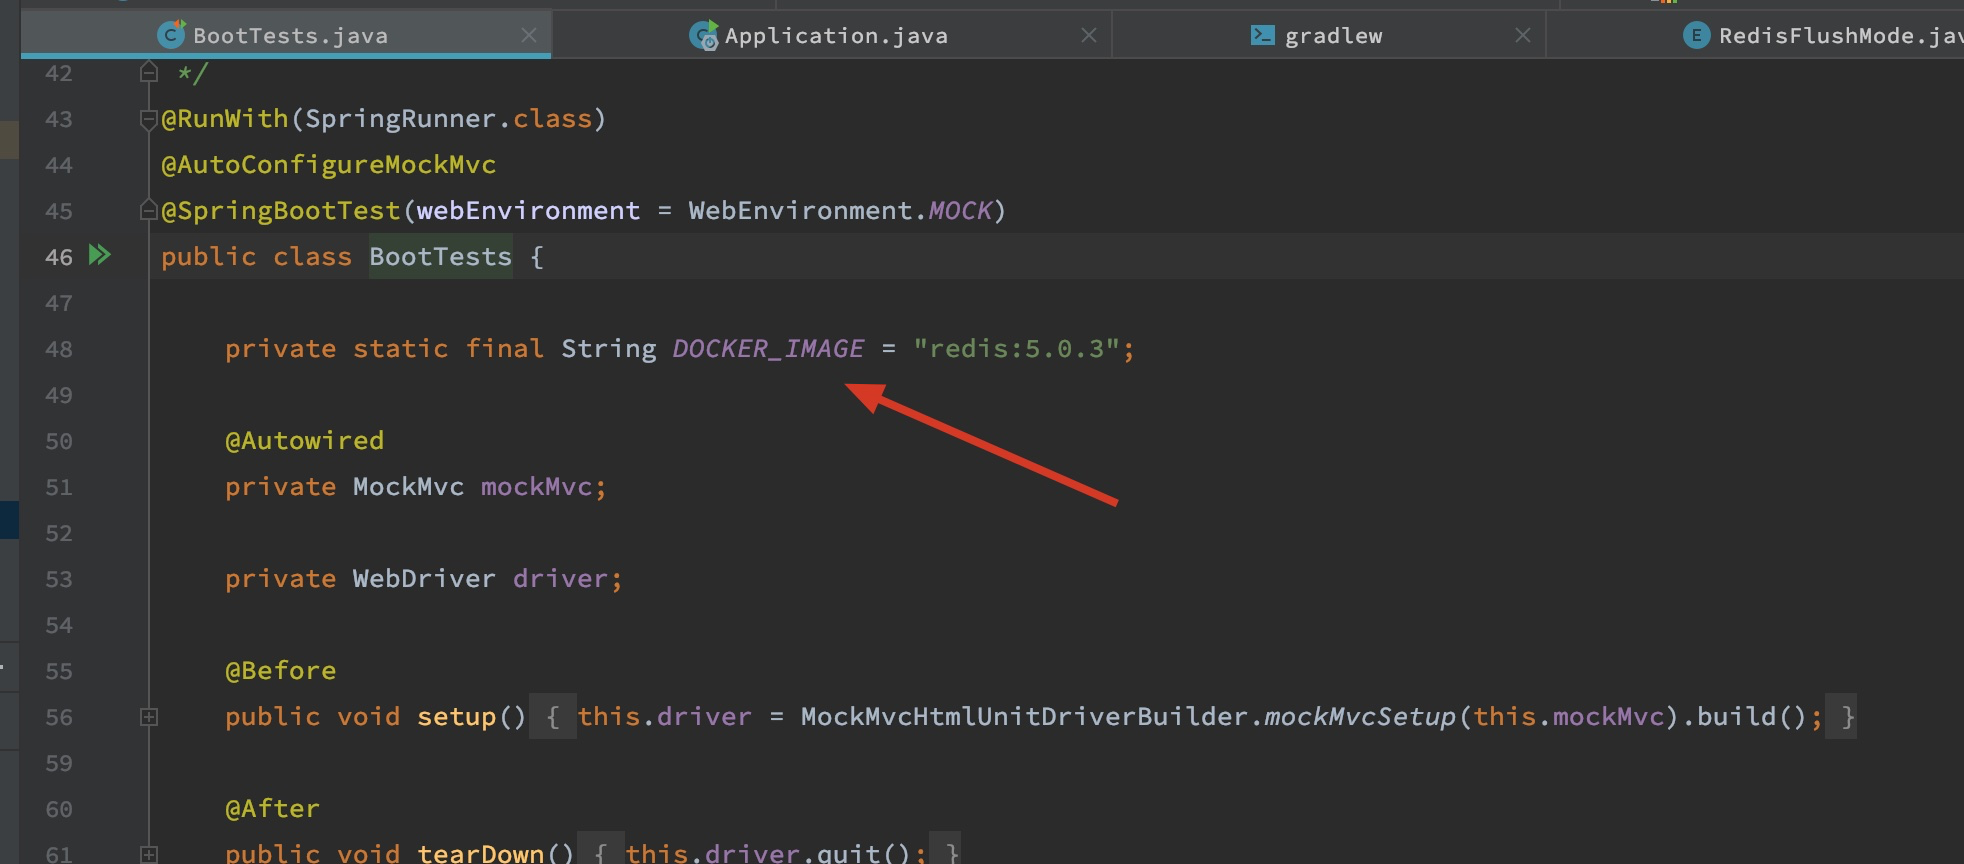 BootTests.java Application.java gradlew RedisFlushMode.jav
42 */
43 @RunWith(SpringRunner.class)
44 @AutoConfigureMockMvc
45 @SpringBootTest(webEnvironment = WebEnvironment.MOCK)
46 public class BootTests {
47
48 private static final String DOCKER_IMAGE = "redis:5.0.3";
49
50 @Autowired
51 private MockMvc mockMvc;
52
53 private WebDriver driver;
54
55 @Before
56 public void setup() { this.driver = MockMvcHtmlUnitDriverBuilder.mockMvcSetup(this.mockMvc).build(); }
59
60 @After
61 public void tearDown() { this.driver.quit(); }